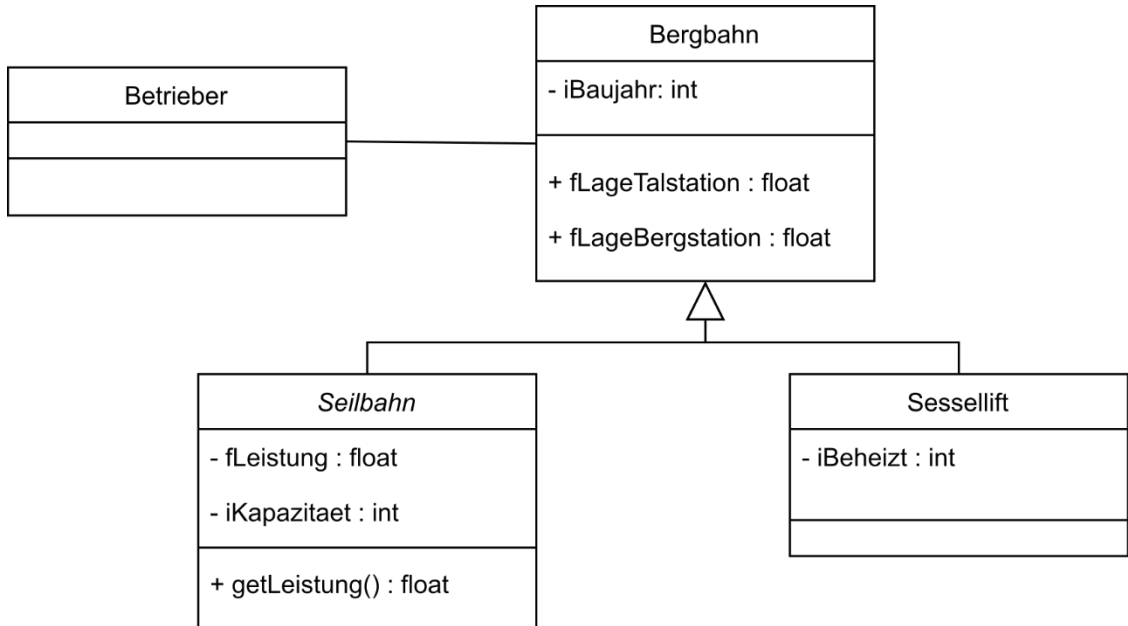 Bergbahn
- iBaujahr: int
+ fLageTalstation : float
+ fLageBergstation : float
Betrieber
Seilbahn
- fLeistung : float
- iKapazitaet : int
+ getLeistung() : float
Sessellift
- iBeheizt : int